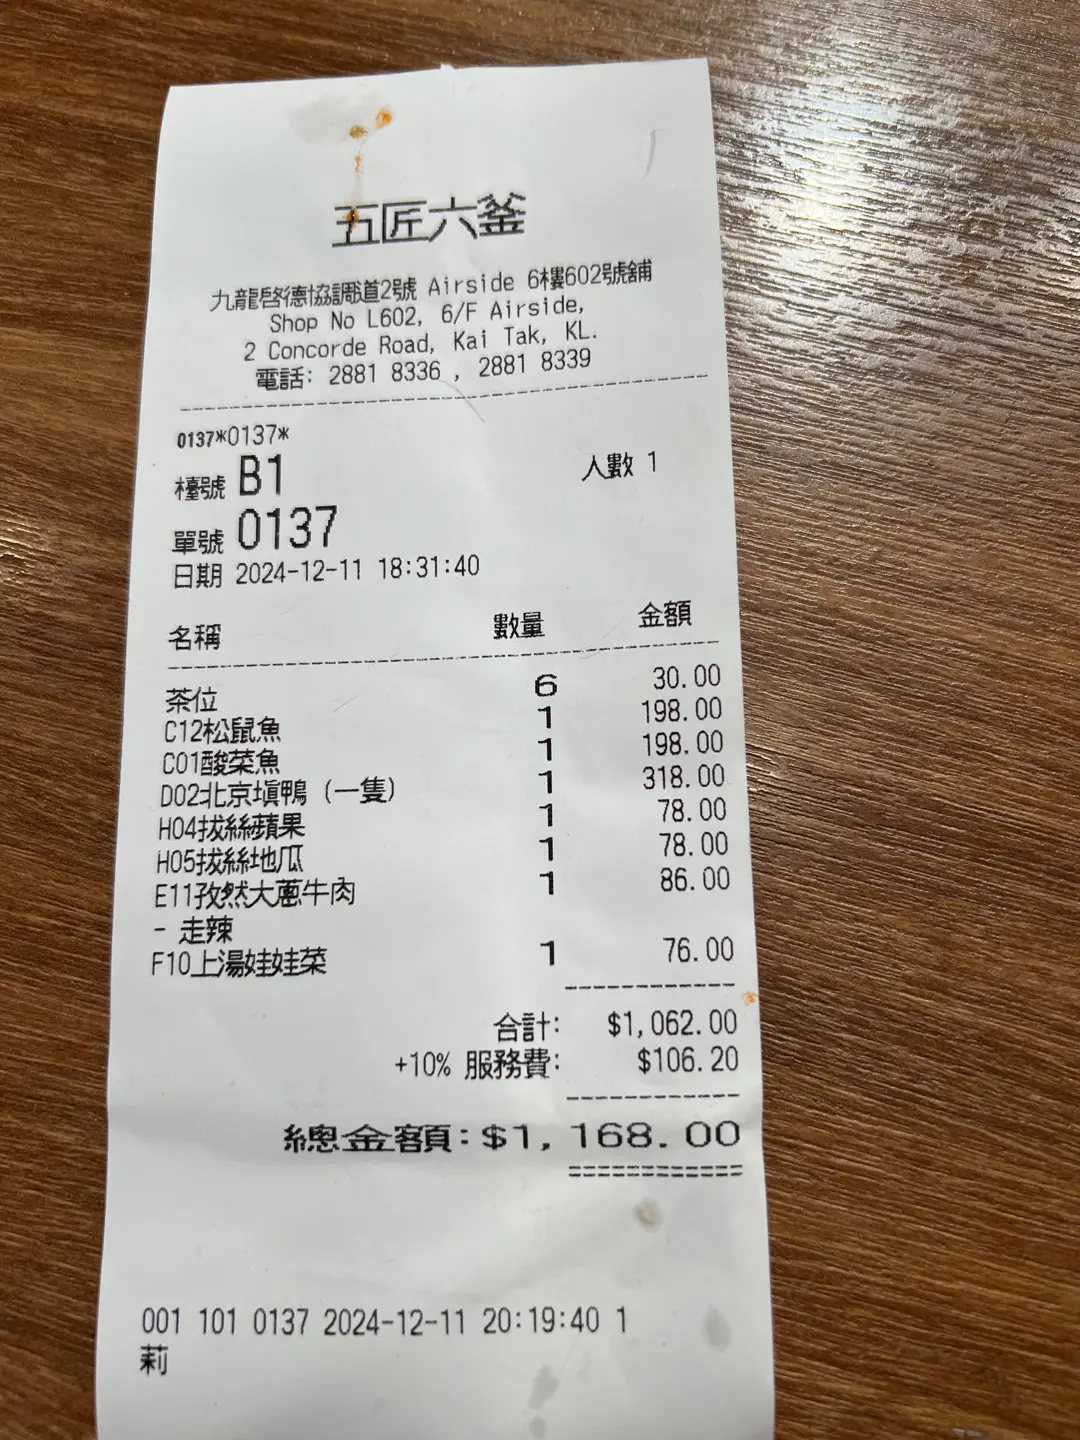 五匠六釜
九龍啓德協調道2號 Airside 6樓602號舖
Shop No L602, 6/F Airside,
2 Concorde Road, Kai Tak, KL.
電話: 2881 8336 , 2881 8339
0137*0137*
檯號 B1 人數 1
單號 0137
日期 2024-12-11 18:31:40
名稱 數量 金額
茶位 6 30.00
C12松鼠魚 1 198.00
C01酸菜魚 1 198.00
D02北京填鴨 (一隻) 1 318.00
H04拔絲蘋果 1 78.00
H05拔絲地瓜 1 78.00
E11孜然大蔥牛肉 1 86.00
- 走辣
F10上湯娃娃菜 1 76.00
合計: $1,062.00
+10% 服務費: $106.20
總金額: $1,168.00
001 101 0137 2024-12-11 20:19:40 1
莉